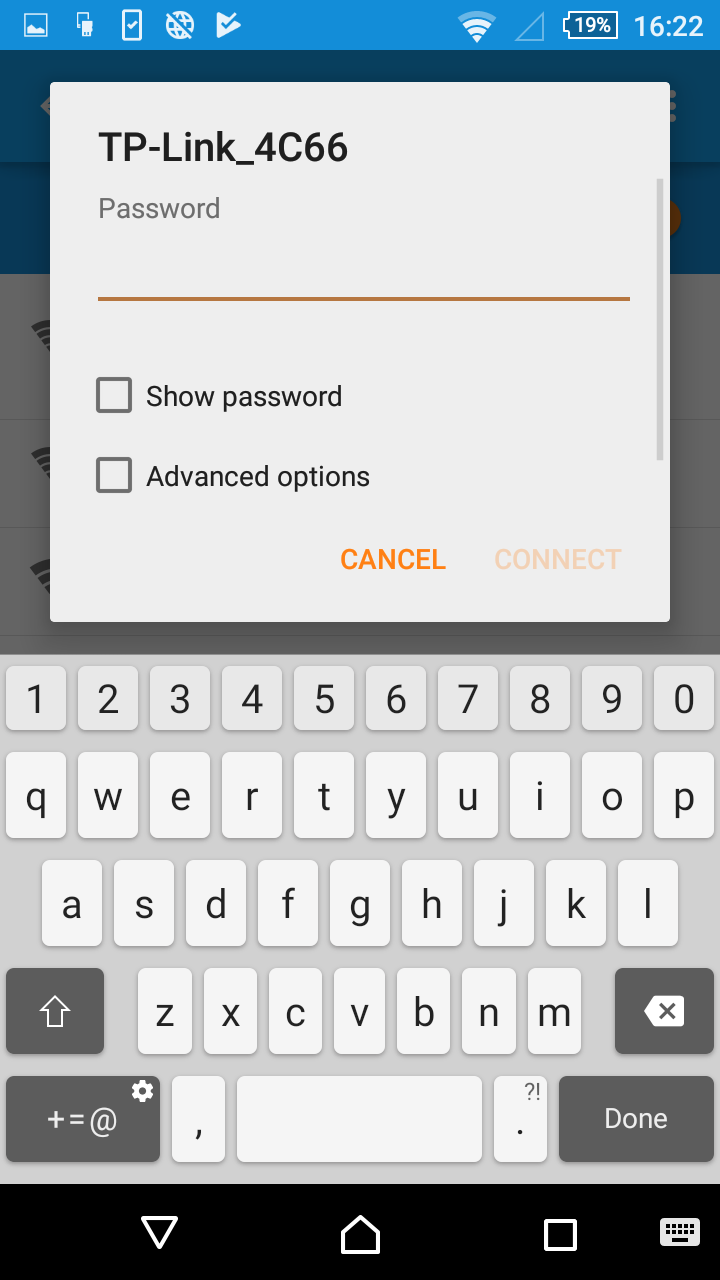 19% 16:22
TP-Link_4C66
Password
Show password
Advanced options
CANCEL CONNECT
1 2 3 4 5 6 7 8 9 0
q w e r t y u i o p
a s d f g h j k l
z x c v b n m
+=@ , . ?! Done